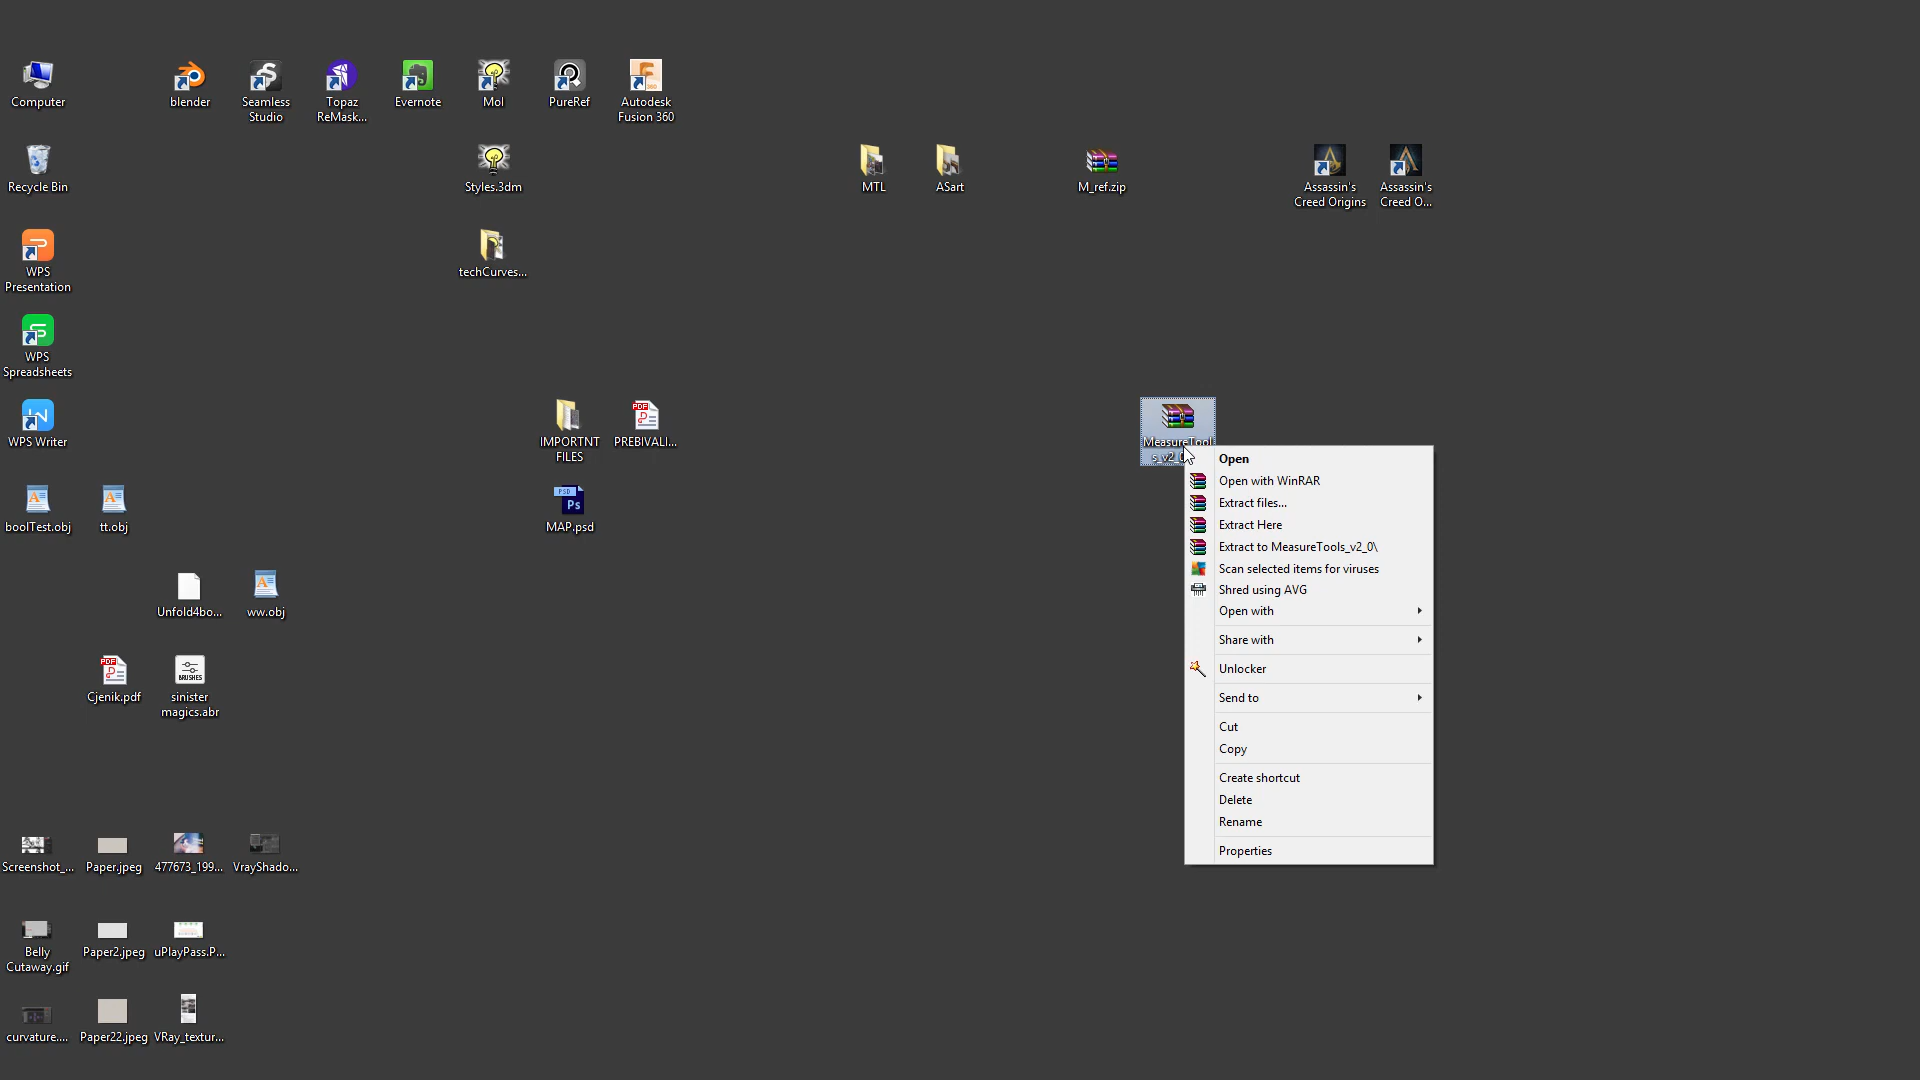 Computer
blender
Seamless
Studio
Topaz
ReMask...
Evernote
MoI
PureRef
Autodesk
Fusion 360
Recycle Bin
Styles.3dm
MTL
ASart
M_ref.zip
Assassin's
Creed Origins
Assassin's
Creed O...
WPS
Presentation
techCurves...
WPS
Spreadsheets
WPS Writer
IMPORTNT
FILES
PDF
PREBIVALI...
MeasureTool
s_v2_
Open
Open with WinRAR
Extract files...
Extract Here
Extract to MeasureTools_v2_0\
Scan selected items for viruses
Shred using AVG
Open with
Share with
Unlocker
Send to
Cut
Copy
Create shortcut
Delete
Rename
Properties
boolTest.obj
tt.obj
PSD
Ps
MAP.psd
Unfold4bo...
ww.obj
PDF
Cjenik.pdf
BRUSHES
sinister
magics.abr
Screenshot_...
Paper.jpeg
477673_199...
VrayShado...
Belly
Cutaway.gif
Paper2.jpeg
uPlayPass.P...
curvature....
Paper22.jpeg
VRay_textur...